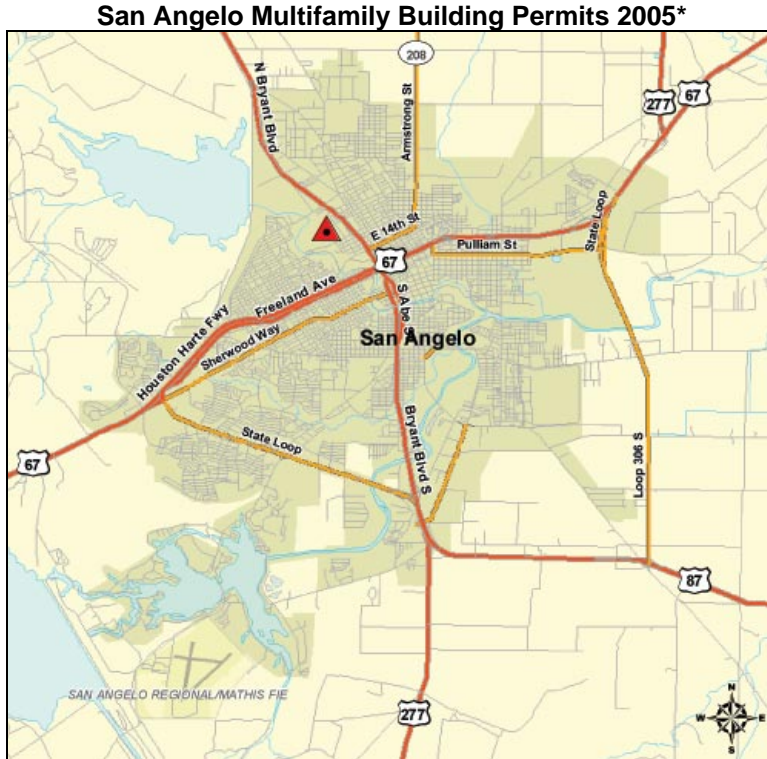 San Angelo Multifamily Building Permits 2005*
208
N Bryant Blvd
Armstrong St
277
67
E 14th St
State Loop
Pulliam St
67
Freeland Ave
S Abe S
Houston Harte Fwy
Sherwood Way
San Angelo
State Loop
Bryant Blvd S
Loop 306 S
67
87
SAN ANGELO REGIONAL/MATHIS FIE
277
N
W
E
S